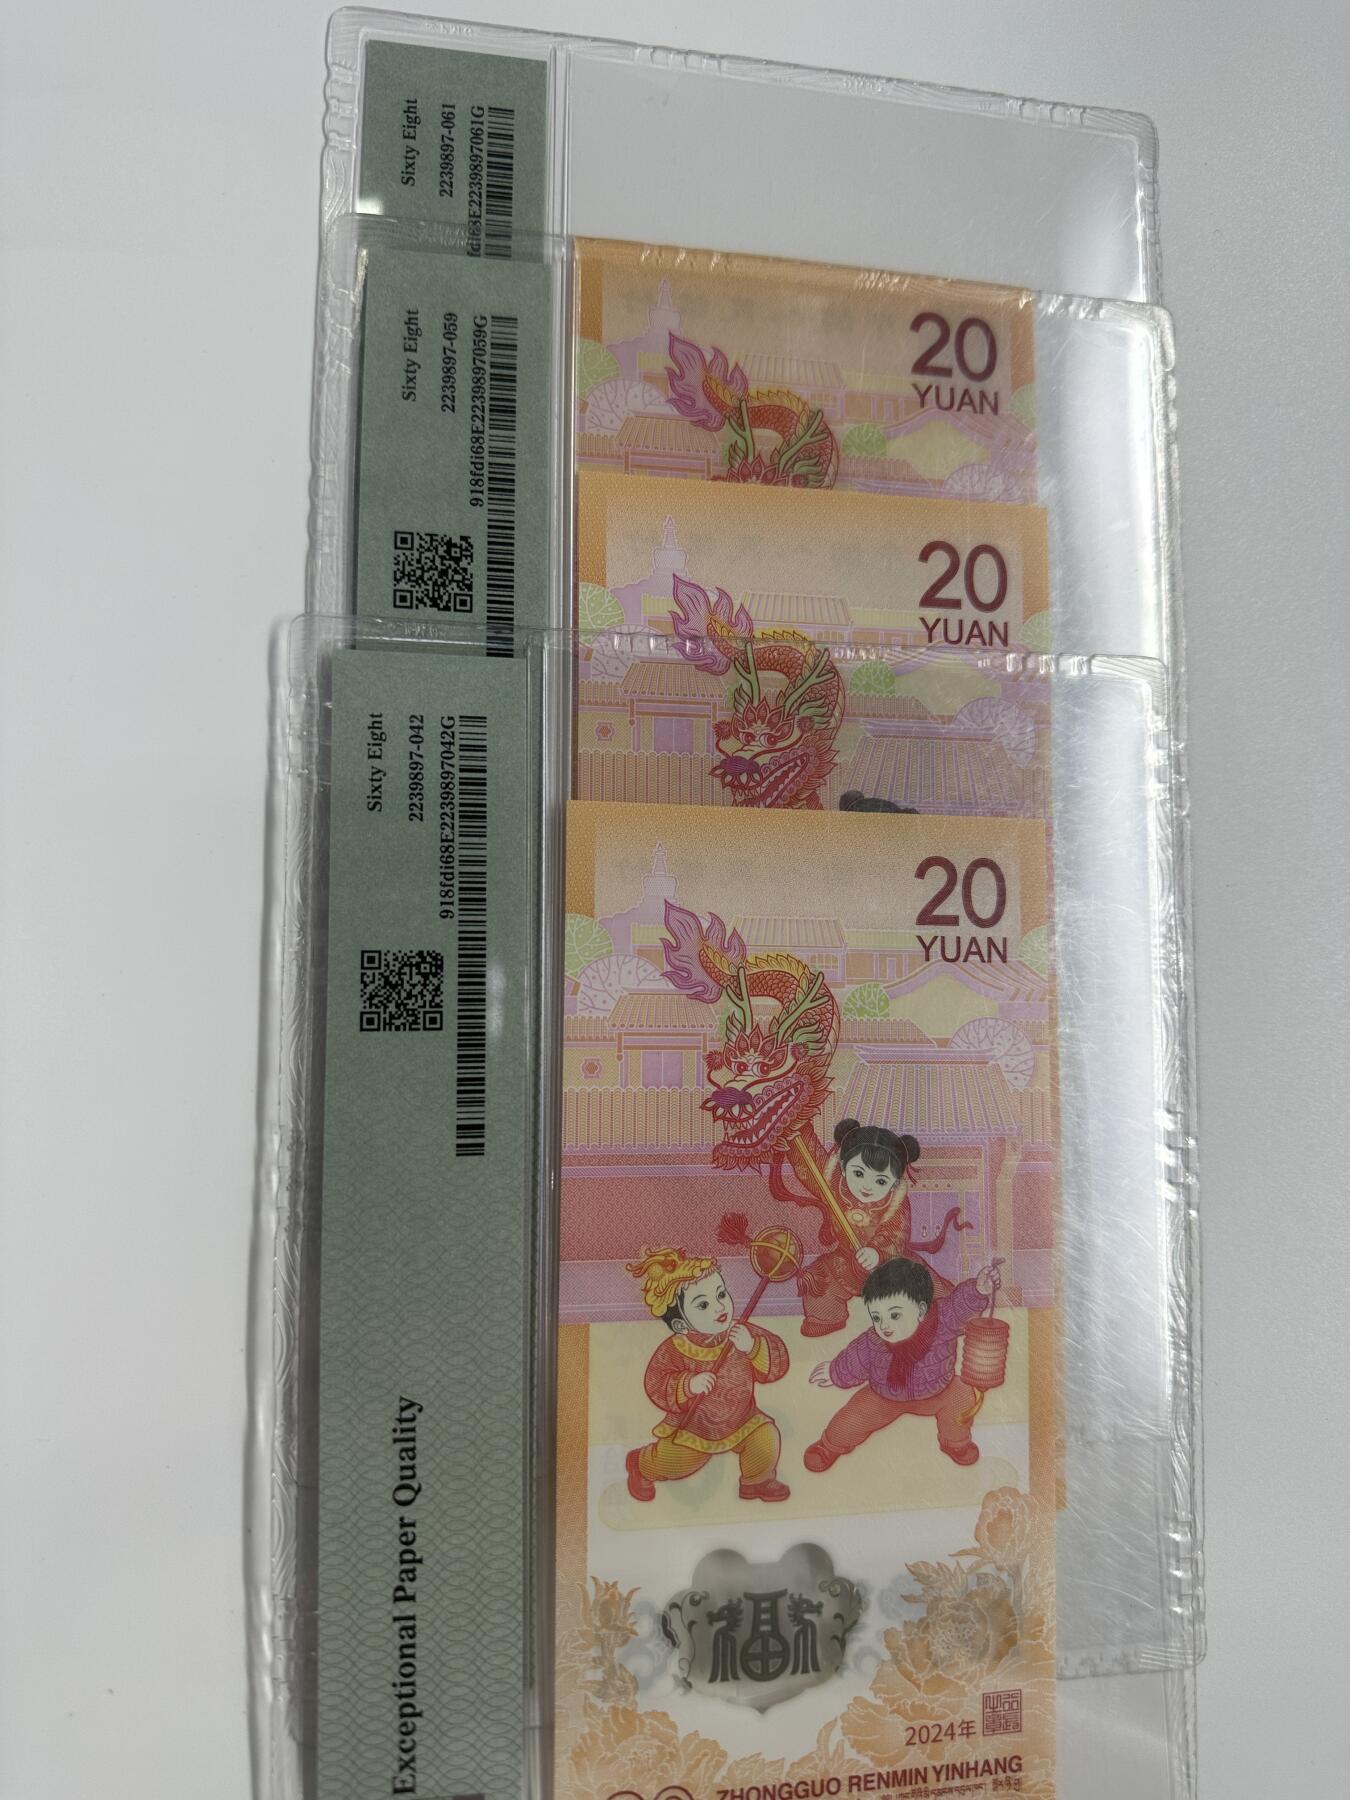 Sixty Eight
2239897-061
fdi68E2239897061G
20
YUAN
Sixty Eight
2239897-059
918fdi68E2239897059G
20
YUAN
Sixty Eight
2239897-042
918fdi68E2239897042G
Exceptional Paper Quality
20
YUAN
福
2024年
ZHONGGUO RENMIN YINHANG